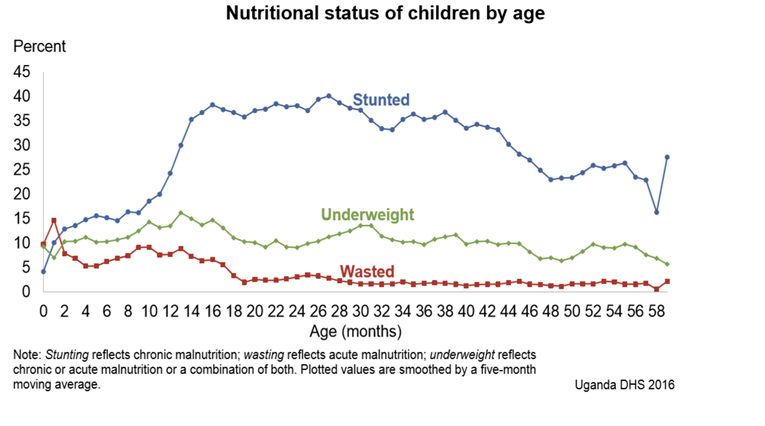 Nutritional status of children by age
Percent
45
40
35
30
25
20
15
10
5
0
Stunted
Underweight
Wasted
0 2 4 6 8 10 12 14 16 18 20 22 24 26 28 30 32 34 36 38 40 42 44 46 48 50 52 54 56 58
Age (months)
Note: Stunting reflects chronic malnutrition; wasting reflects acute malnutrition; underweight reflects
chronic or acute malnutrition or a combination of both. Plotted values are smoothed by a five-month
moving average.
Uganda DHS 2016